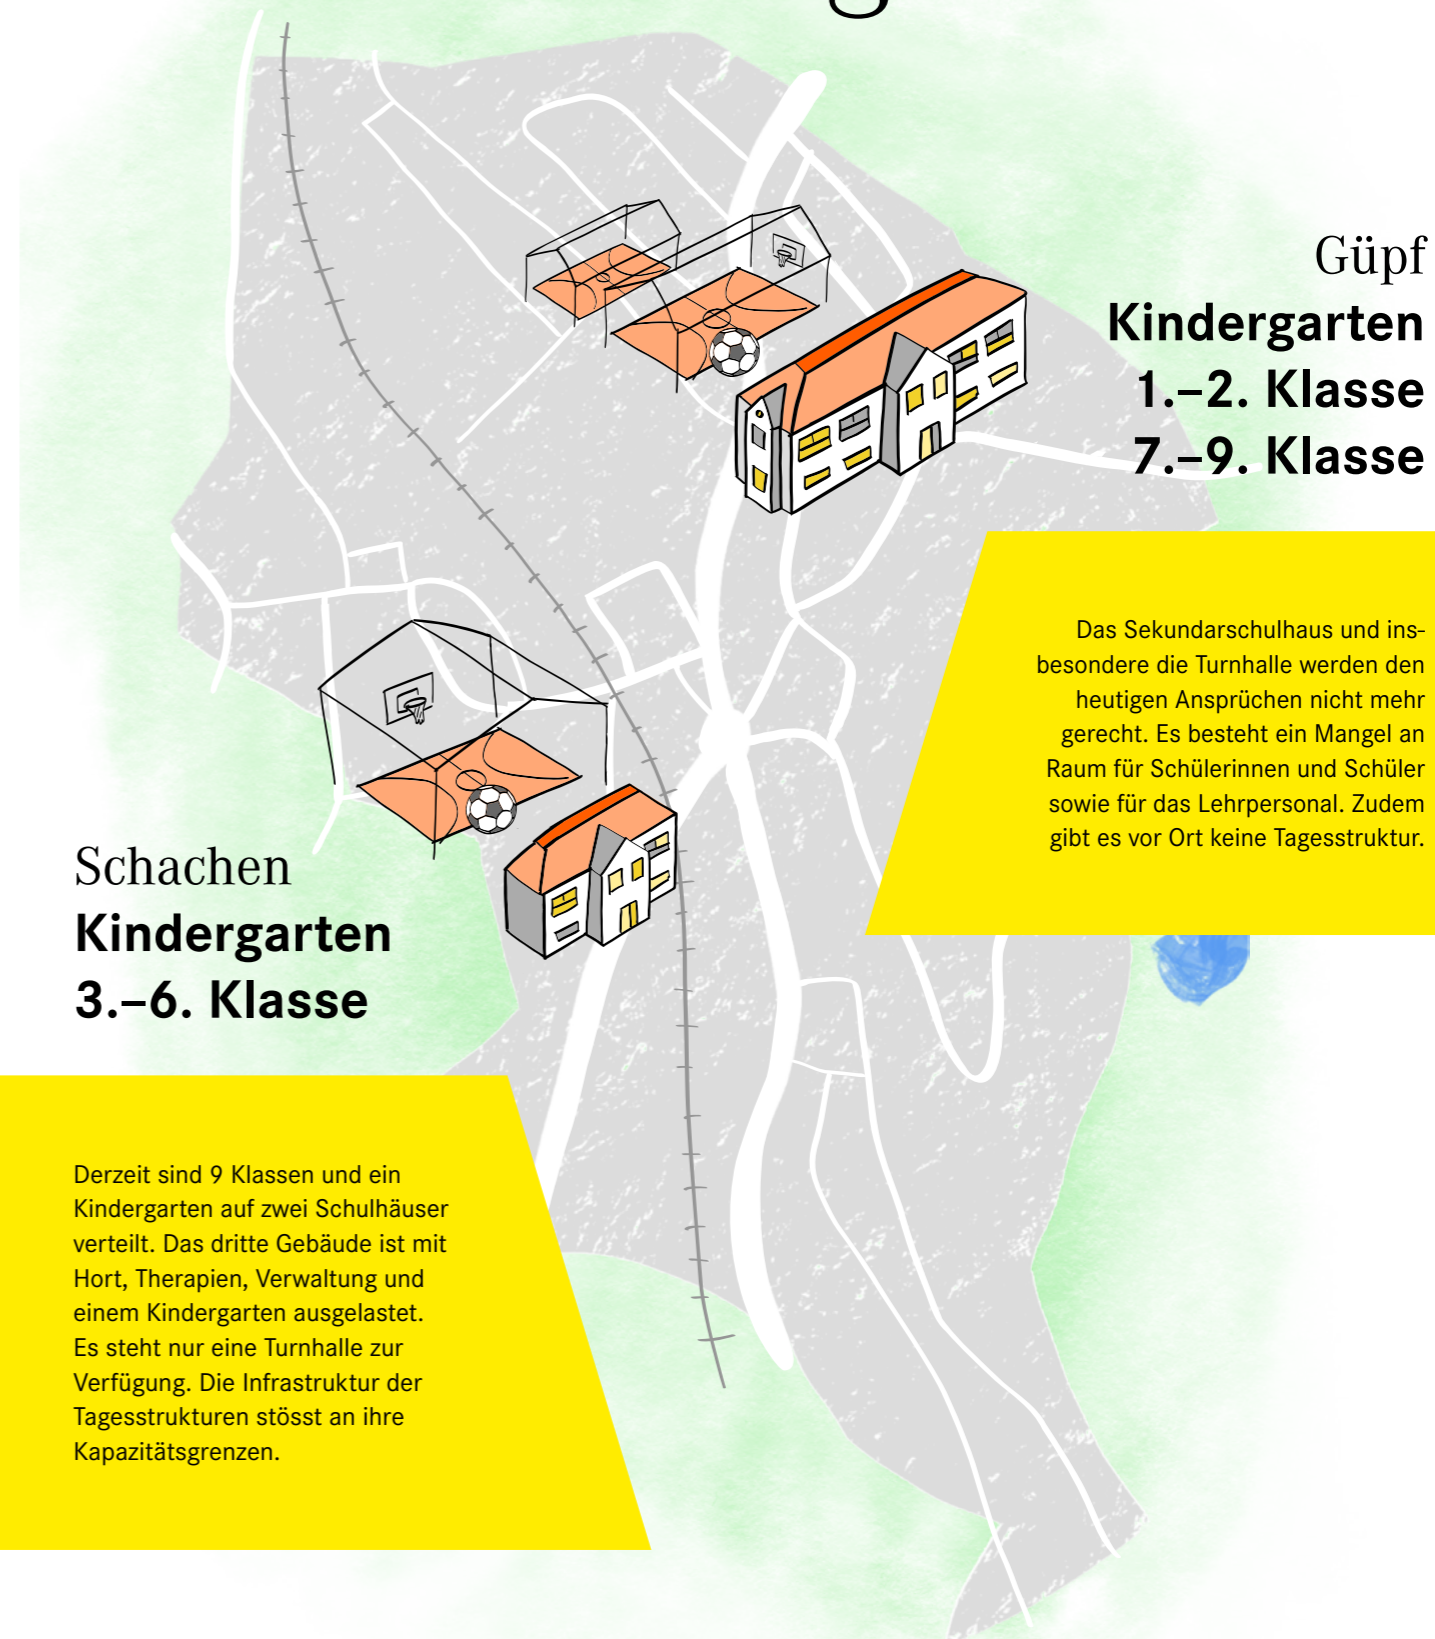 Güpf
Kindergarten
1.–2. Klasse
7.–9. Klasse
Das Sekundarschulhaus und ins-
besondere die Turnhalle werden den
heutigen Ansprüchen nicht mehr
gerecht. Es besteht ein Mangel an
Raum für Schülerinnen und Schüler
sowie für das Lehrpersonal. Zudem
gibt es vor Ort keine Tagesstruktur.
Schachen
Kindergarten
3.–6. Klasse
Derzeit sind 9 Klassen und ein
Kindergarten auf zwei Schulhäuser
verteilt. Das dritte Gebäude ist mit
Hort, Therapien, Verwaltung und
einem Kindergarten ausgelastet.
Es steht nur eine Turnhalle zur
Verfügung. Die Infrastruktur der
Tagesstrukturen stösst an ihre
Kapazitätsgrenzen.